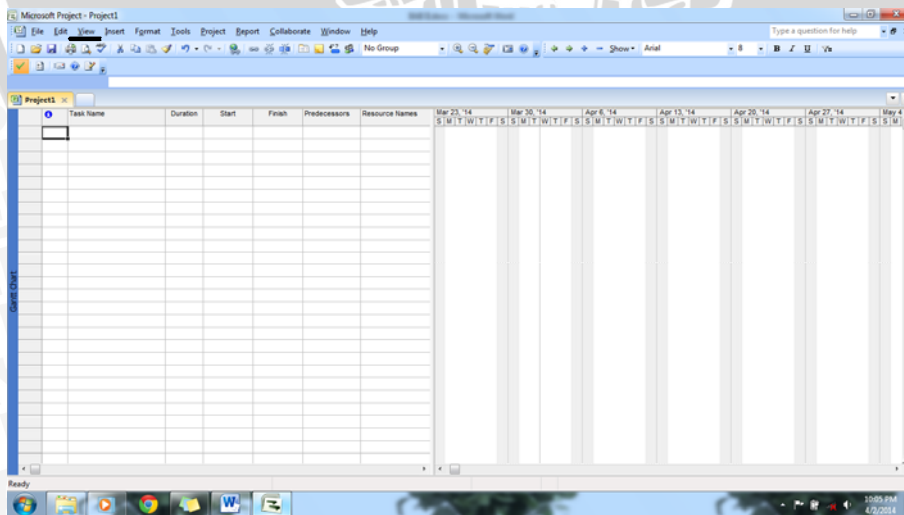 Microsoft Project - Project1
File Edit View Insert Format Tools Project Report Collaborate Window Help
Type a question for help
No Group
Show
Arial
8
B I U
Project1
Task Name Duration Start Finish Predecessors Resource Names
Mar 23, '14 Mar 30, '14 Apr 6, '14 Apr 13, '14 Apr 20, '14 Apr 27, '14 May 4
S M T W T F S S M T W T F S S M T W T F S S M T W T F S S M T W T F S S M T W T F S S M
Gantt Chart
Ready
W
10:05 PM
4/2/2014